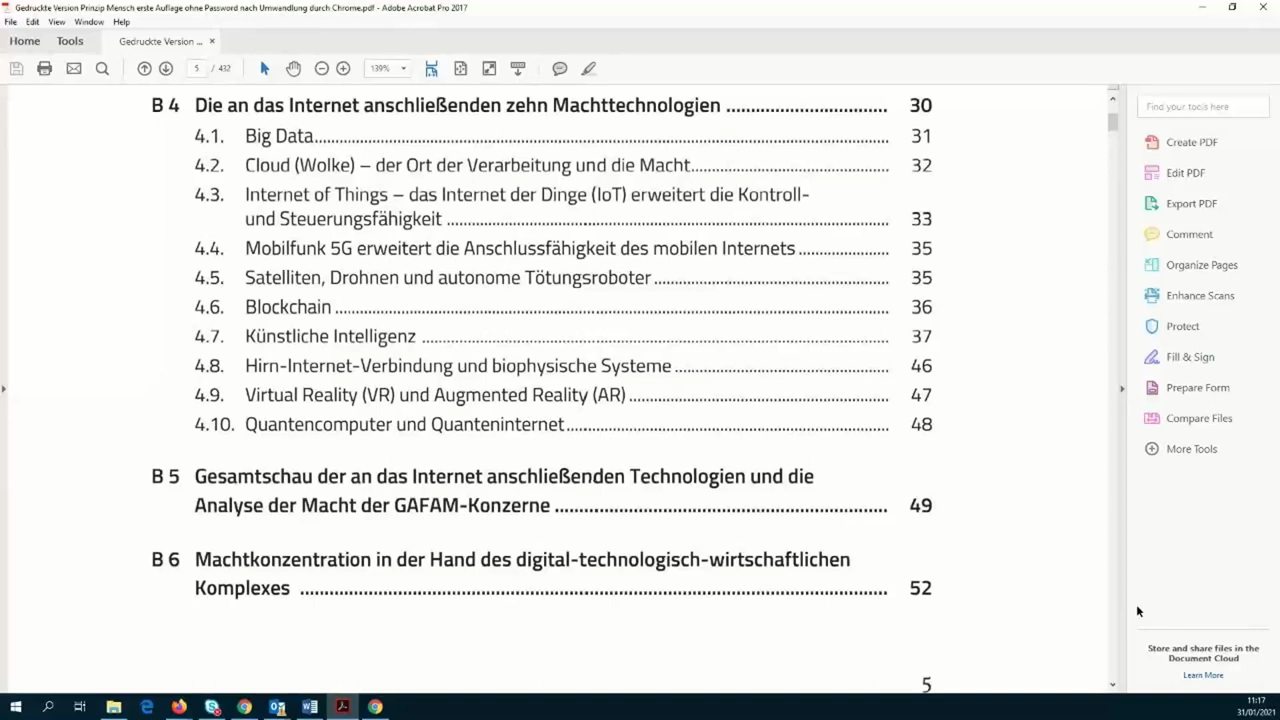 Gedruckte Version Prinzip Mensch erste Auflage ohne Password nach Umwandlung durch Chrome.pdf - Adobe Acrobat Pro 2017
File Edit View Window Help
Home Tools Gedruckte Version ... ×
5 / 432 139%
B 4 Die an das Internet anschließenden zehn Machttechnologien ........ 30
4.1. Big Data........ 31
4.2. Cloud (Wolke) – der Ort der Verarbeitung und die Macht........ 32
4.3. Internet of Things – das Internet der Dinge (IoT) erweitert die Kontroll-
und Steuerungsfähigkeit ........ 33
4.4. Mobilfunk 5G erweitert die Anschlussfähigkeit des mobilen Internets ........ 35
4.5. Satelliten, Drohnen und autonome Tötungsroboter ........ 35
4.6. Blockchain ........ 36
4.7. Künstliche Intelligenz ........ 37
4.8. Hirn-Internet-Verbindung und biophysische Systeme ........ 46
4.9. Virtual Reality (VR) und Augmented Reality (AR) ........ 47
4.10. Quantencomputer und Quanteninternet ........ 48
B 5 Gesamtschau der an das Internet anschließenden Technologien und die
Analyse der Macht der GAFAM-Konzerne ........ 49
B 6 Machtkonzentration in der Hand des digital-technologisch-wirtschaftlichen
Komplexes ........ 52
5
Find your tools here
Create PDF
Edit PDF
Export PDF
Comment
Organize Pages
Enhance Scans
Protect
Fill & Sign
Prepare Form
Compare Files
More Tools
Store and share files in the
Document Cloud
Learn More
11:17
31/01/2021